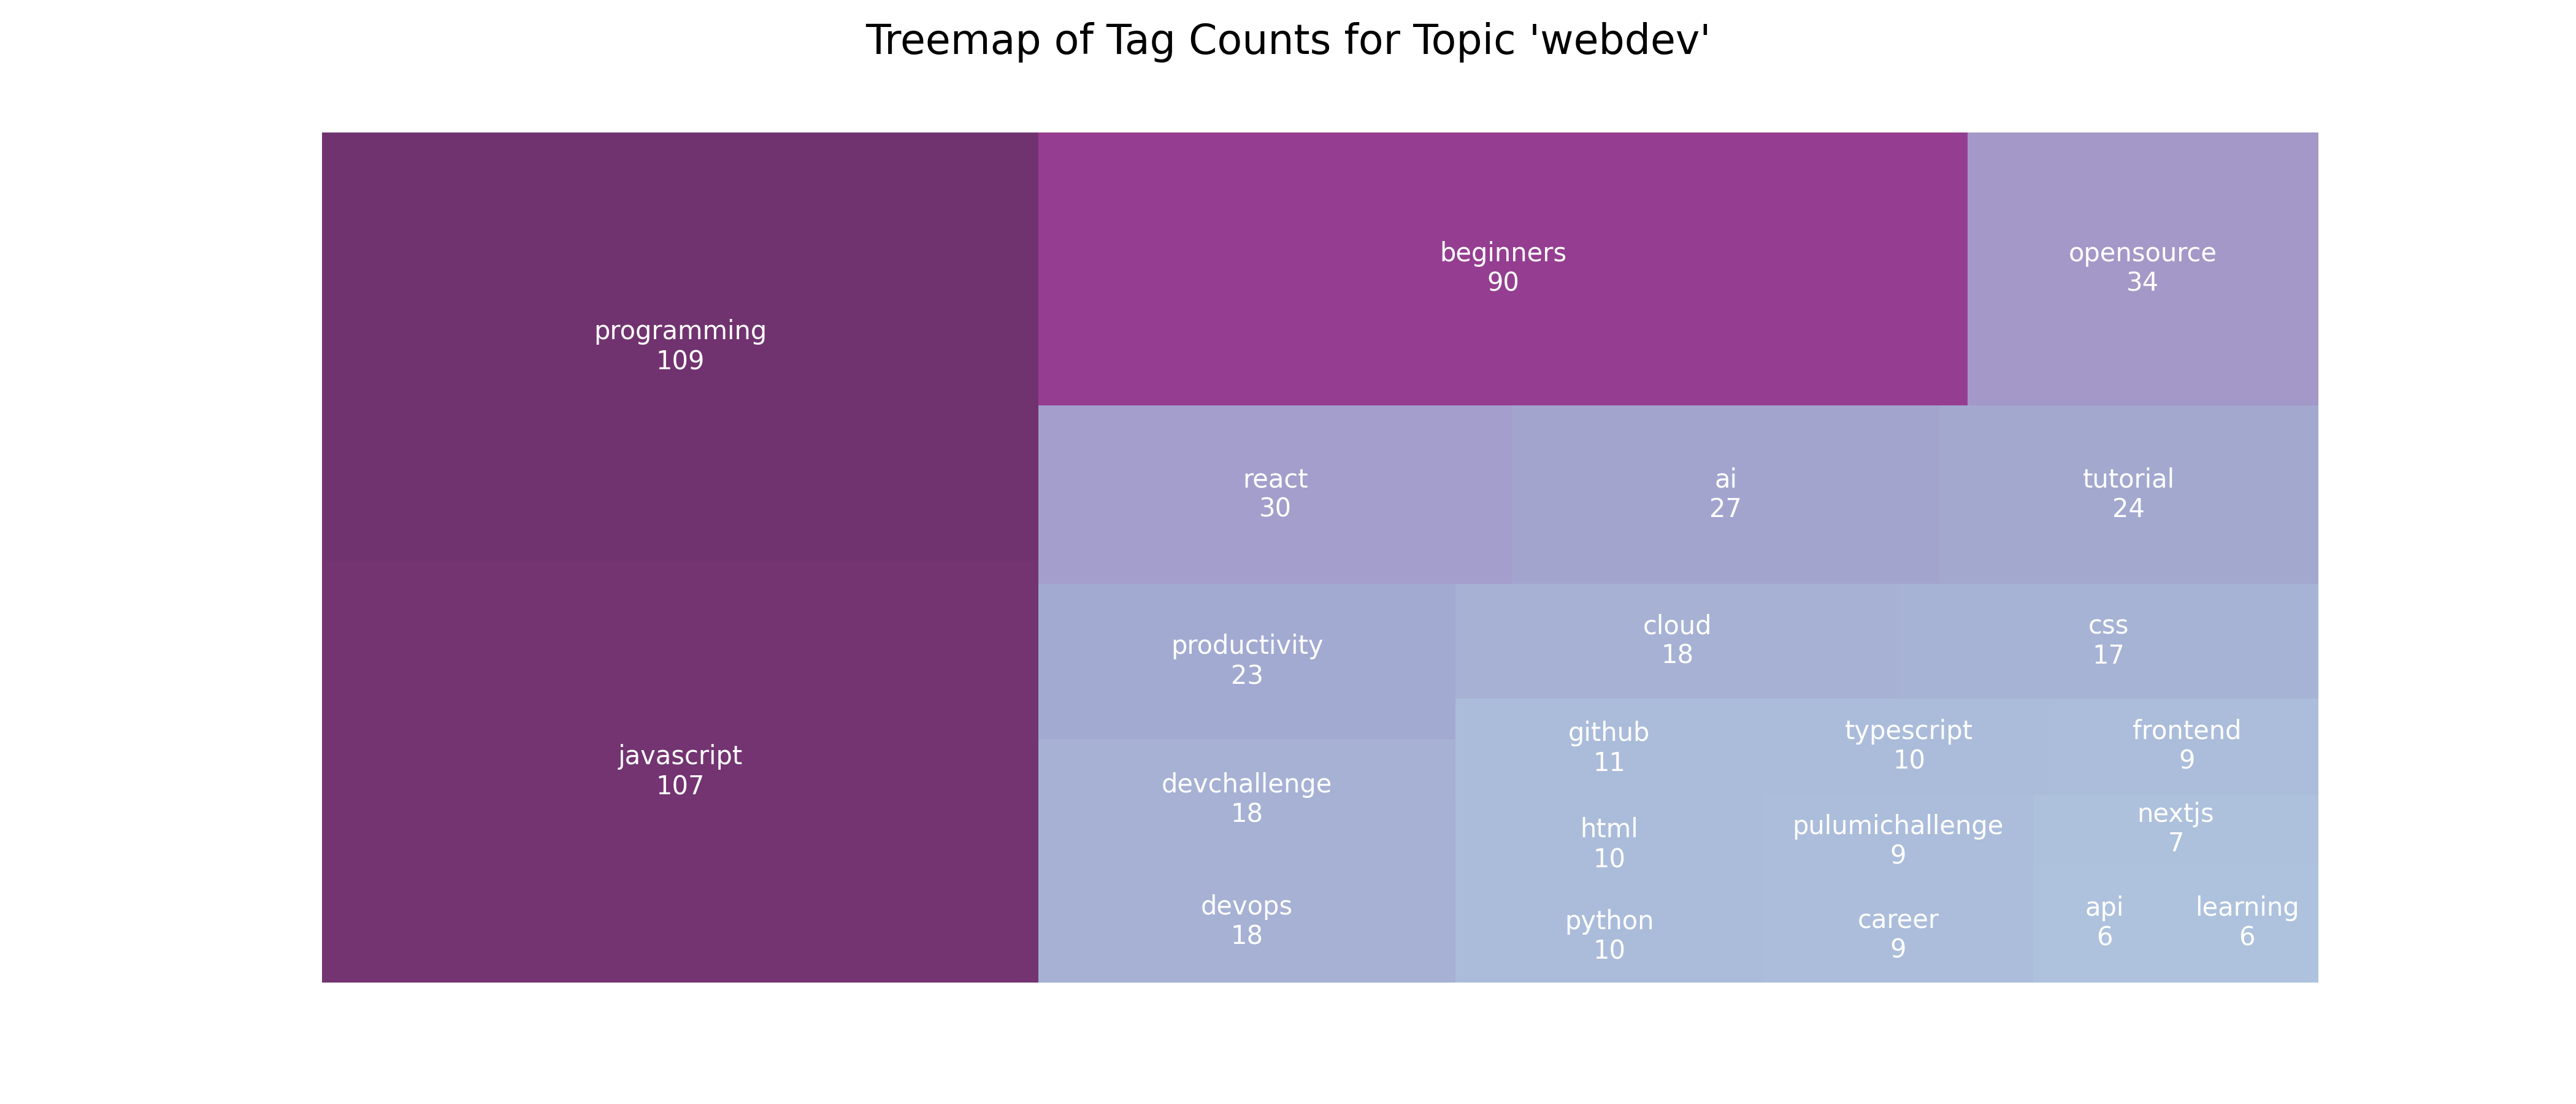 Treemap of Tag Counts for Topic 'webdev'
programming
109
javascript
107
beginners
90
opensource
34
react
30
ai
27
tutorial
24
productivity
23
devchallenge
18
devops
18
cloud
18
css
17
github
11
typescript
10
frontend
9
html
10
pulumichallenge
9
nextjs
7
python
10
career
9
api
6
learning
6